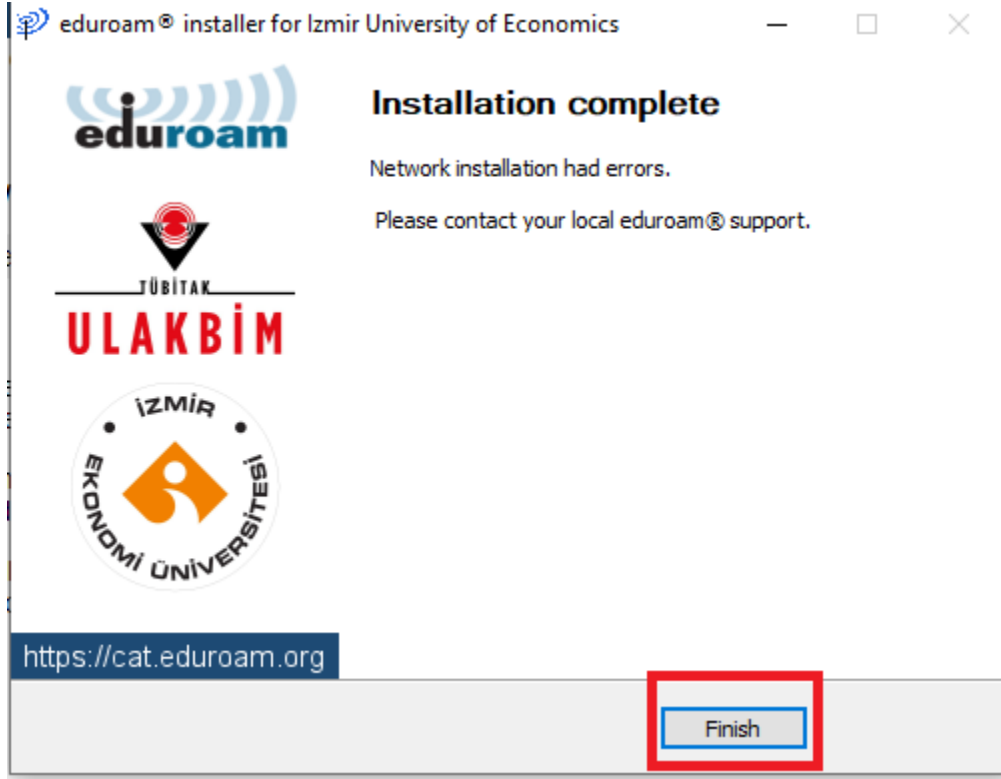 eduroam® installer for Izmir University of Economics
eduroam
Installation complete
Network installation had errors.
Please contact your local eduroam® support.
TÜBİTAK
ULAKBİM
İZMİR
EKONOMİ ÜNİVERSİTESİ
https://cat.eduroam.org
Finish